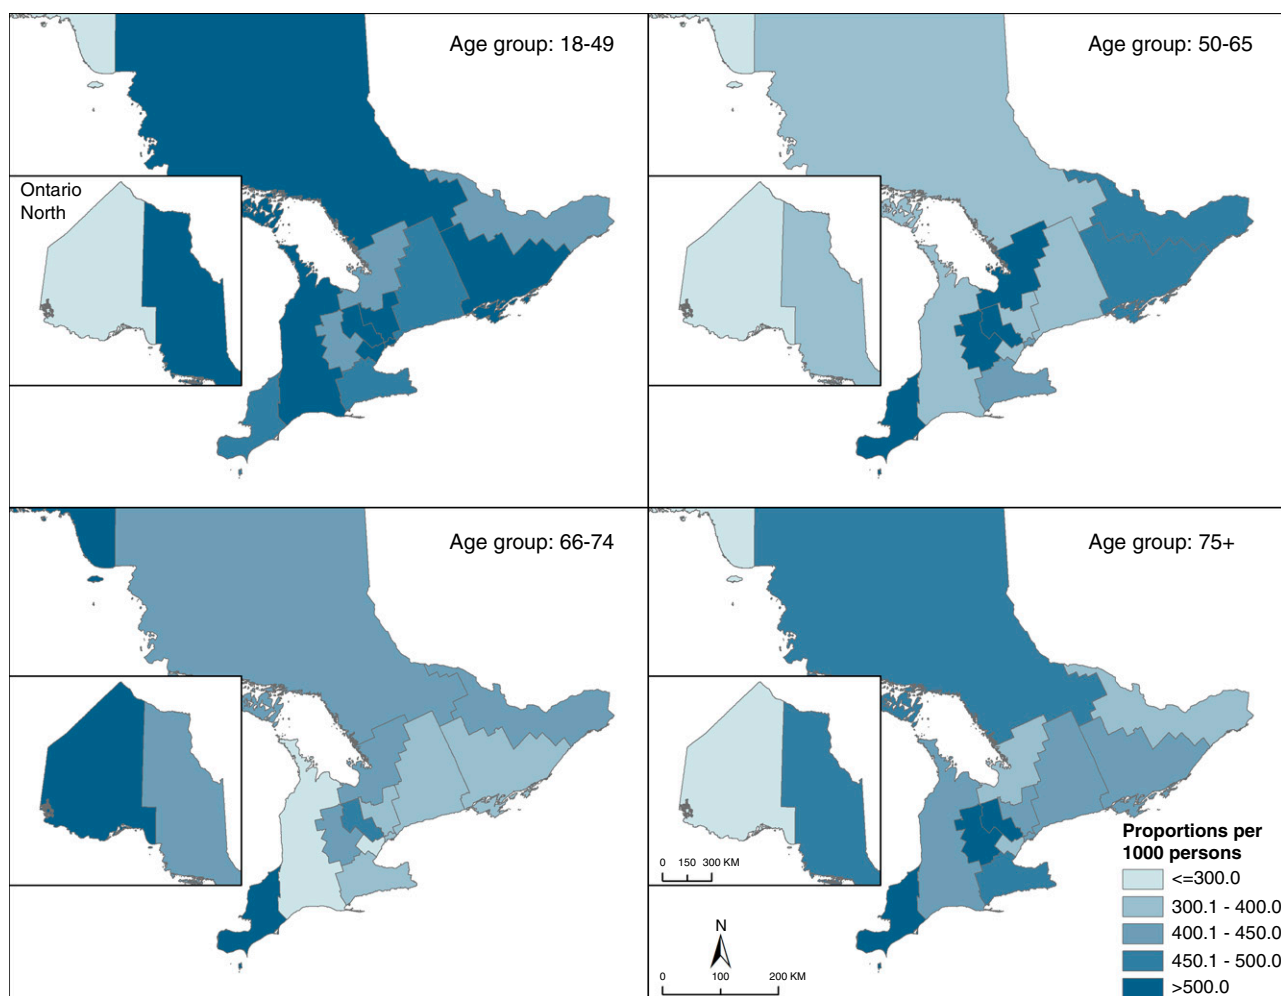 Age group: 18-49
Age group: 50-65
Ontario
North
Age group: 66-74
Age group: 75+
Proportions per
1000 persons
<=300.0
300.1 - 400.0
400.1 - 450.0
450.1 - 500.0
>500.0
0 150 300 KM
N
0 100 200 KM